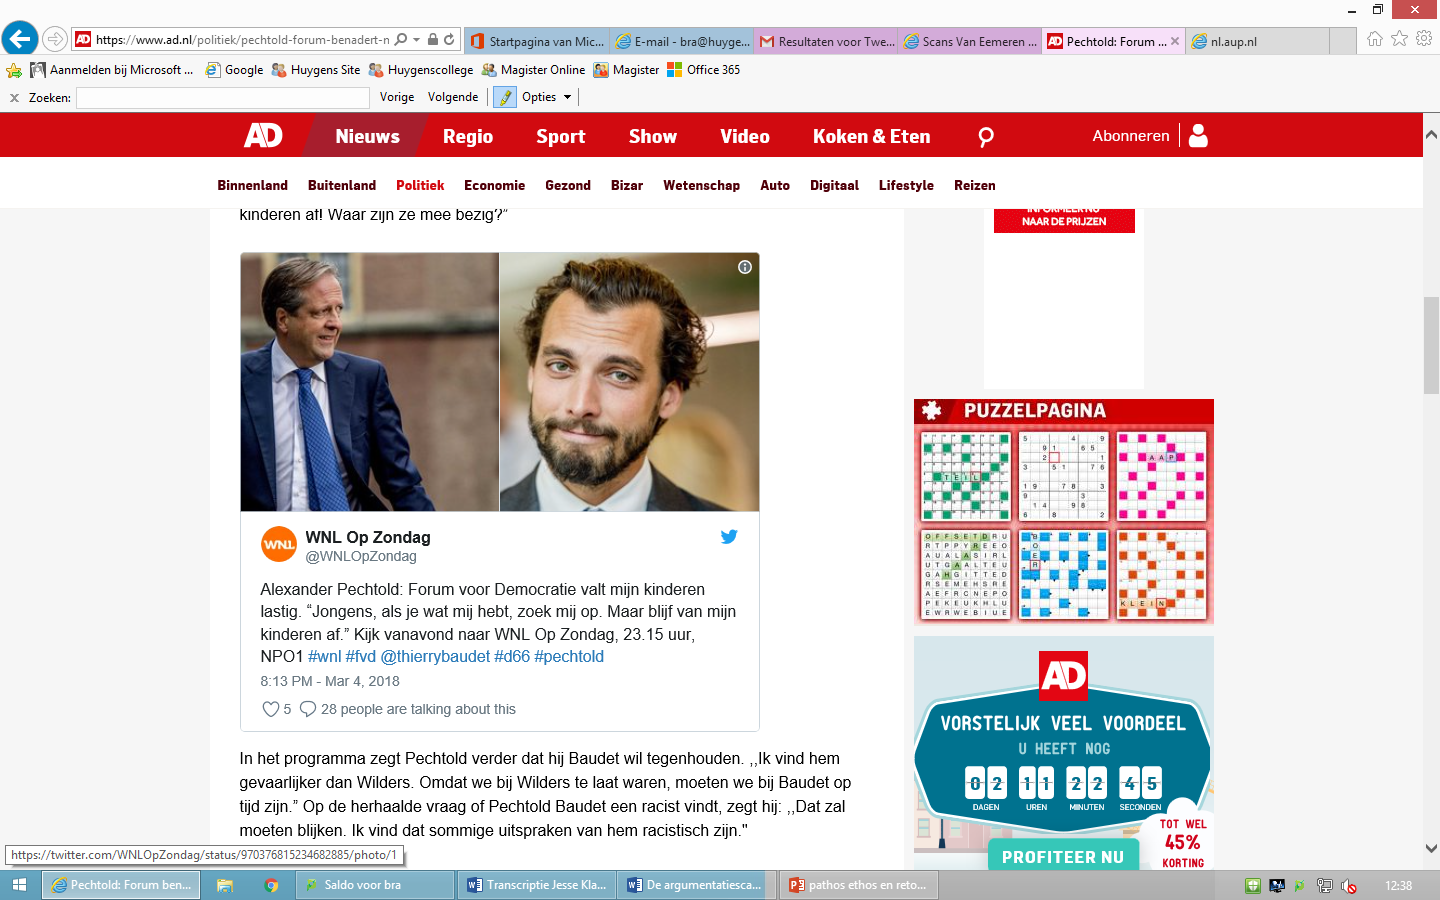 https://www.ad.nl/politiek/pechtold-forum-benadert-n
Startpagina van Mic...
E-mail - bra@huyge...
Resultaten voor Twe...
Scans Van Eemeren ...
Pechtold: Forum ...
nl.aup.nl
Aanmelden bij Microsoft ...
Google
Huygens Site
Huygenscollege
Magister Online
Magister
Office 365
Zoeken:
Vorige
Volgende
Opties
AD
Nieuws
Regio
Sport
Show
Video
Koken & Eten
Abonneren
Binnenland
Buitenland
Politiek
Economie
Gezond
Bizar
Wetenschap
Auto
Digitaal
Lifestyle
Reizen
kinderen af! Waar zijn ze mee bezig?”
NAAR DE PRIJZEN
WNL
WNL Op Zondag
@WNLOpZondag
Alexander Pechtold: Forum voor Democratie valt mijn kinderen
lastig. “Jongens, als je wat mij hebt, zoek mij op. Maar blijf van mijn
kinderen af.” Kijk vanavond naar WNL Op Zondag, 23.15 uur,
NPO1 #wnl #fvd @thierrybaudet #d66 #pechtold
8:13 PM - Mar 4, 2018
5
28 people are talking about this
In het programma zegt Pechtold verder dat hij Baudet wil tegenhouden. ,,Ik vind hem
gevaarlijker dan Wilders. Omdat we bij Wilders te laat waren, moeten we bij Baudet op
tijd zijn.” Op de herhaalde vraag of Pechtold Baudet een racist vindt, zegt hij: ,,Dat zal
moeten blijken. Ik vind dat sommige uitspraken van hem racistisch zijn."
PUZZELPAGINA
TEIL
AAP
KLEIN
AD
VORSTELIJK VEEL VOORDEEL
U HEEFT NOG
02 11 22 45
DAGEN UREN MINUTEN SECONDEN
TOT WEL
45%
KORTING
PROFITEER NU
https://twitter.com/WNLOpZondag/status/970376815234682885/photo/1
Pechtold: Forum ben...
Saldo voor bra
Transcriptie Jesse Kla...
De argumentatiesca...
pathos ethos en reto...
12:38